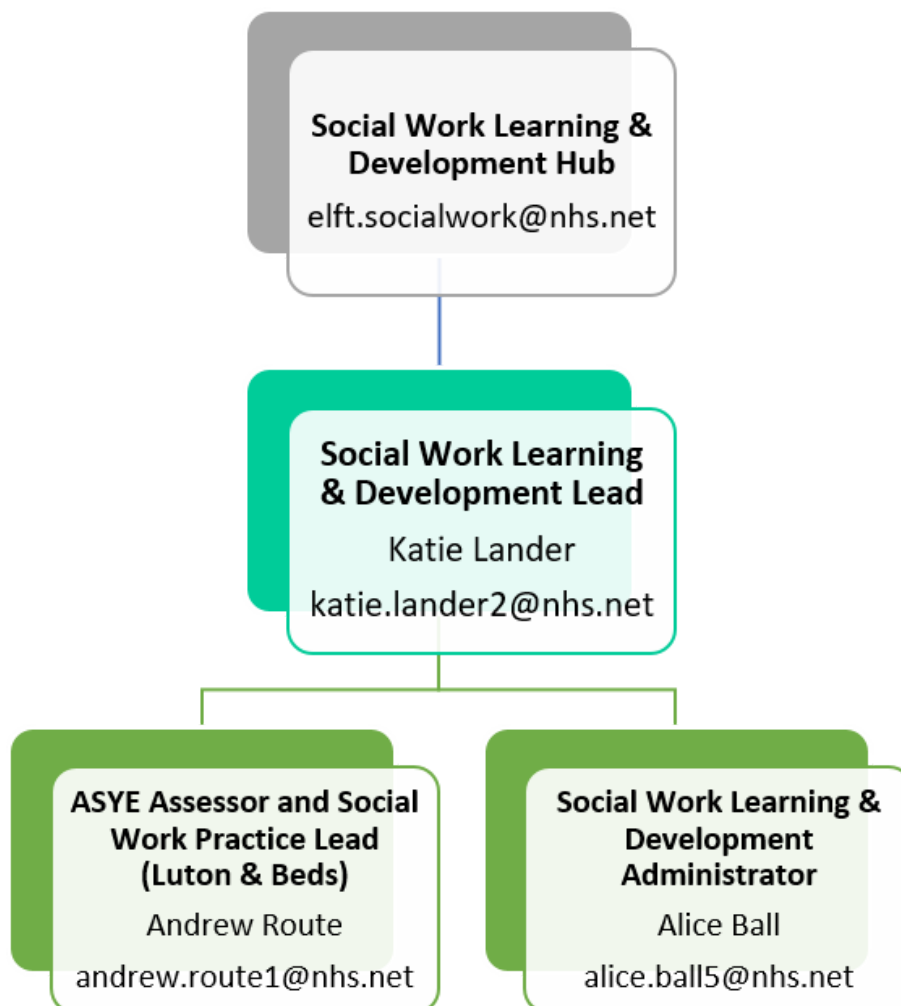 Social Work Learning &
Development Hub
elft.socialwork@nhs.net
Social Work Learning
& Development Lead
Katie Lander
katie.lander2@nhs.net
ASYE Assessor and Social
Work Practice Lead
(Luton & Beds)
Andrew Route
andrew.route1@nhs.net
Social Work Learning &
Development
Administrator
Alice Ball
alice.ball5@nhs.net